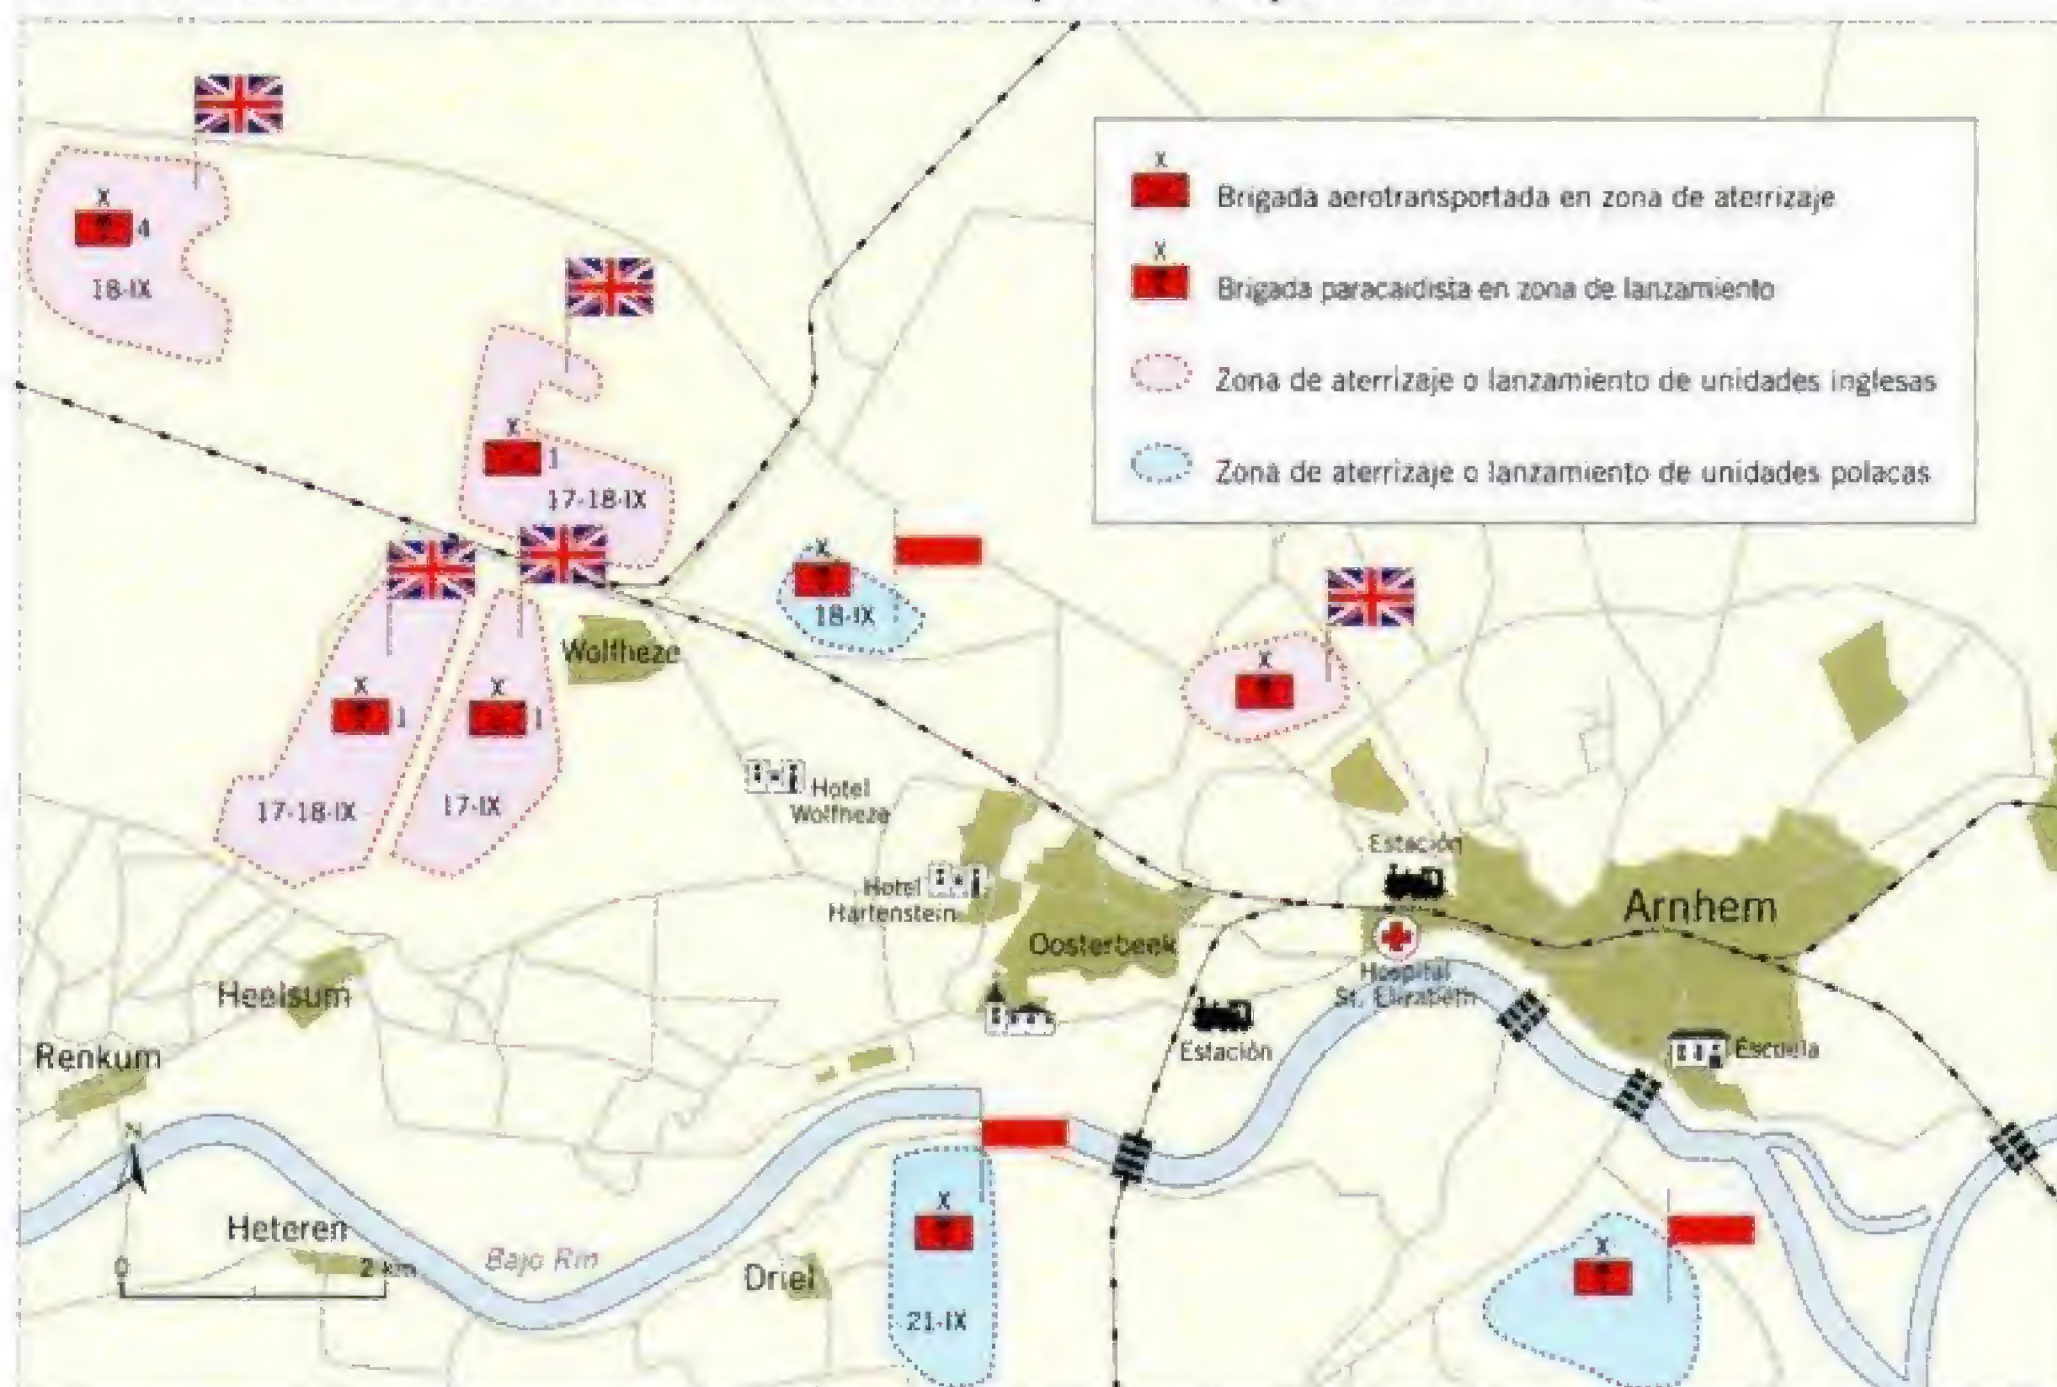 X
Brigada aerotransportada en zona de aterrizaje
X
Brigada paracaidista en zona de lanzamiento
Zona de aterrizaje o lanzamiento de unidades inglesas
Zona de aterrizaje o lanzamiento de unidades polacas
X
4
18-IX
X
1
17-18-IX
X
18-IX
Wolfheze
X
1
17-18-IX
X
1
17-IX
X
Hotel
Wolfheze
Hotel
Hartenstein
Oosterbeek
Estación
Arnhem
Hospital
St. Elizabeth
Estación
Escuela
Heelsum
Renkum
N
Heteren
0
2 km
Bajo Rin
Driel
X
21-IX
X